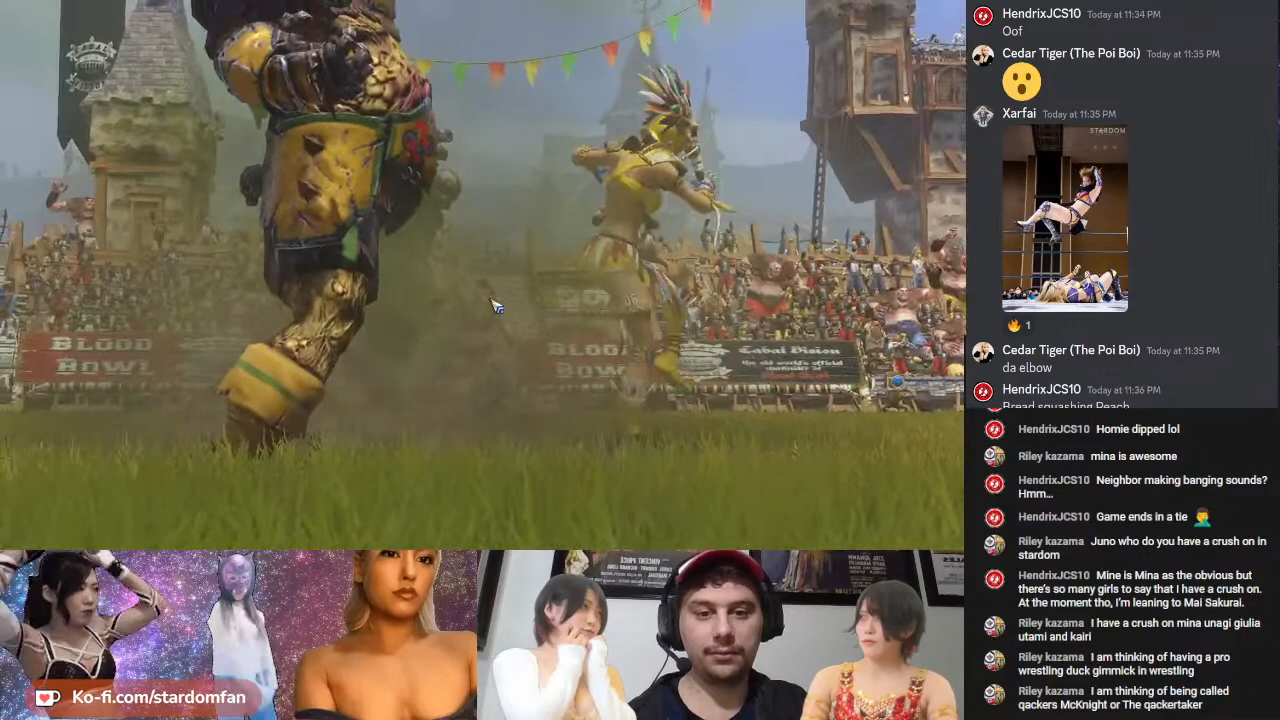 HendrixJCS10 Today at 11:34 PM
Oof
Cedar Tiger (The Poi Boi) Today at 11:35 PM
Xarfai Today at 11:35 PM
STARDOM
1
Cedar Tiger (The Poi Boi) Today at 11:35 PM
da elbow
HendrixJCS10 Today at 11:36 PM
Bread squashing Peach
HendrixJCS10 Homie dipped lol
Riley kazama mina is awesome
HendrixJCS10 Neighbor making banging sounds?
Hmm...
HendrixJCS10 Game ends in a tie
Riley kazama Juno who do you have a crush on in
stardom
HendrixJCS10 Mine is Mina as the obvious but
there's so many girls to say that I have a crush on.
At the moment tho, I'm leaning to Mai Sakurai.
Riley kazama I have a crush on mina unagi giulia
utami and kairi
Riley kazama I am thinking of having a pro
wrestling duck gimmick in wrestling
Riley kazama I am thinking of being called
qackers McKnight or The qackertaker
BLOOD
BOWL
BLOO
BOW
Cabal Vision
Ko-fi.com/stardomfan